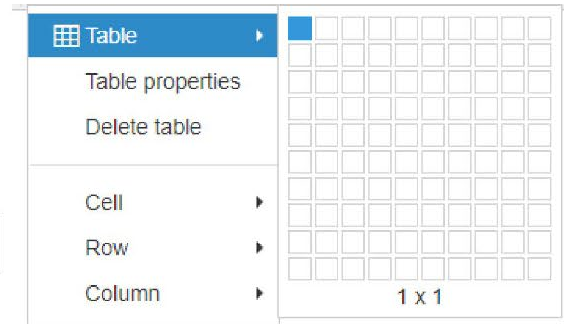 Table
Table properties
Delete table
Cell
Row
Column
1 x 1